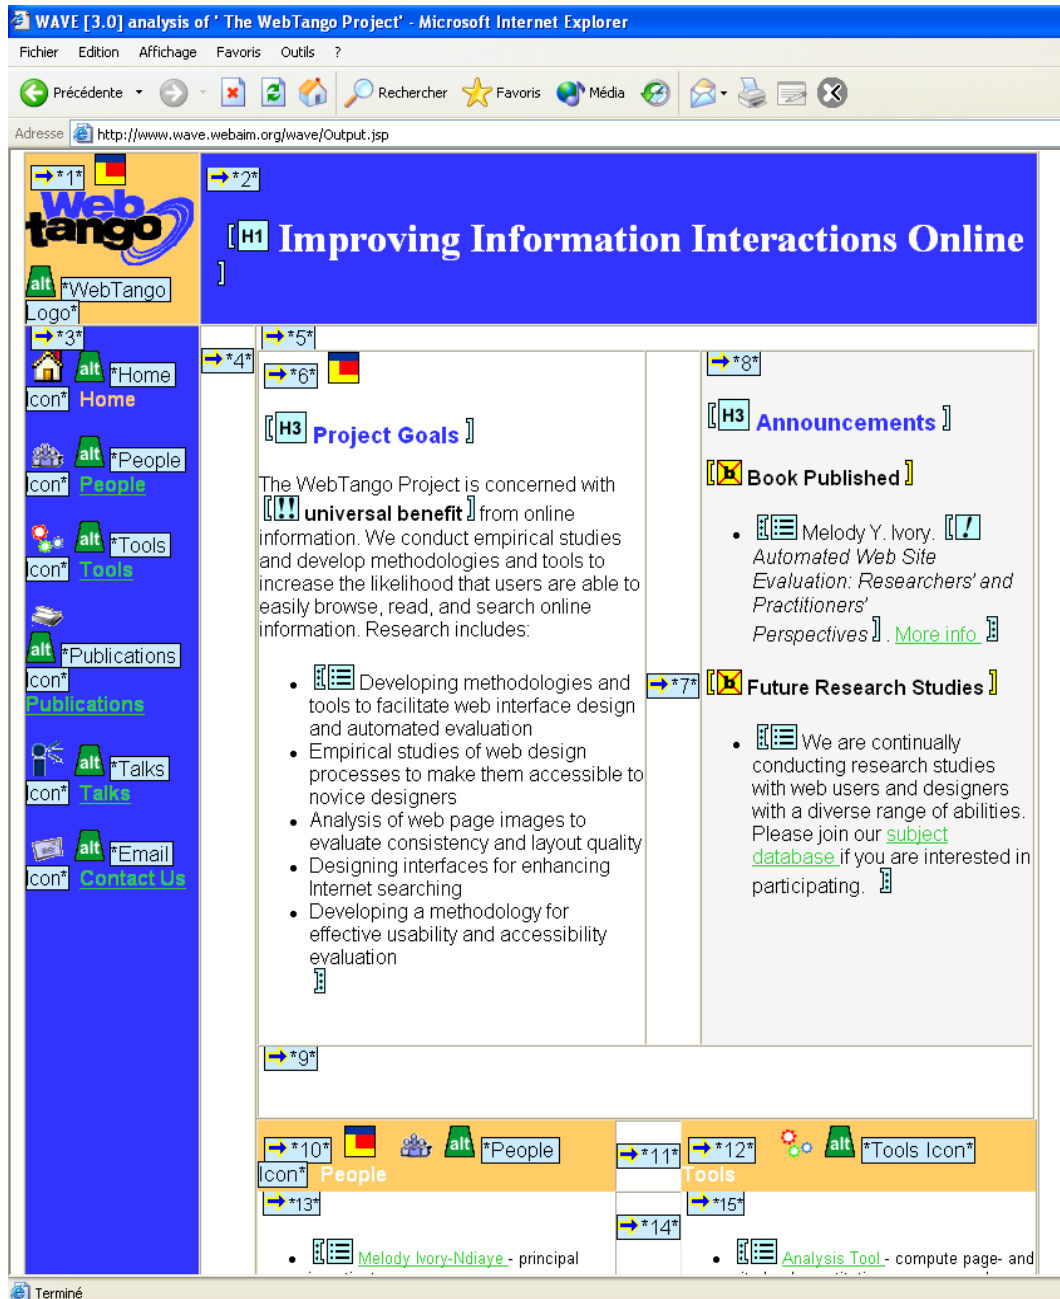 WAVE [3.0] analysis of ' The WebTango Project' - Microsoft Internet Explorer
Fichier Edition Affichage Favoris Outils ?
Précédente Rechercher Favoris Média
Adresse http://www.wave.webaim.org/wave/Output.jsp
*1*
Web
tango
alt *WebTango
Logo*
*2*
H1 Improving Information Interactions Online
*3*
alt *Home
Icon* Home
alt *People
Icon* People
alt *Tools
Icon* Tools
alt *Publications
Icon*
Publications
alt *Talks
Icon* Talks
alt *Email
Icon* Contact Us
*4*
*5*
*6*
H3 Project Goals
The WebTango Project is concerned with
!! universal benefit from online
information. We conduct empirical studies
and develop methodologies and tools to
increase the likelihood that users are able to
easily browse, read, and search online
information. Research includes:
• Developing methodologies and
tools to facilitate web interface design
and automated evaluation
• Empirical studies of web design
processes to make them accessible to
novice designers
• Analysis of web page images to
evaluate consistency and layout quality
• Designing interfaces for enhancing
Internet searching
• Developing a methodology for
effective usability and accessibility
evaluation
*7*
*8*
H3 Announcements
b Book Published
• Melody Y. Ivory. !
Automated Web Site
Evaluation: Researchers' and
Practitioners'
Perspectives . More info
b Future Research Studies
• We are continually
conducting research studies
with web users and designers
with a diverse range of abilities.
Please join our subject
database if you are interested in
participating.
*9*
*10* alt *People
Icon* People
*11*
*12* alt *Tools Icon*
Tools
*13*
• Melody Ivory-Ndiaye - principal
*14*
*15*
• Analysis Tool - compute page- and
Terminé